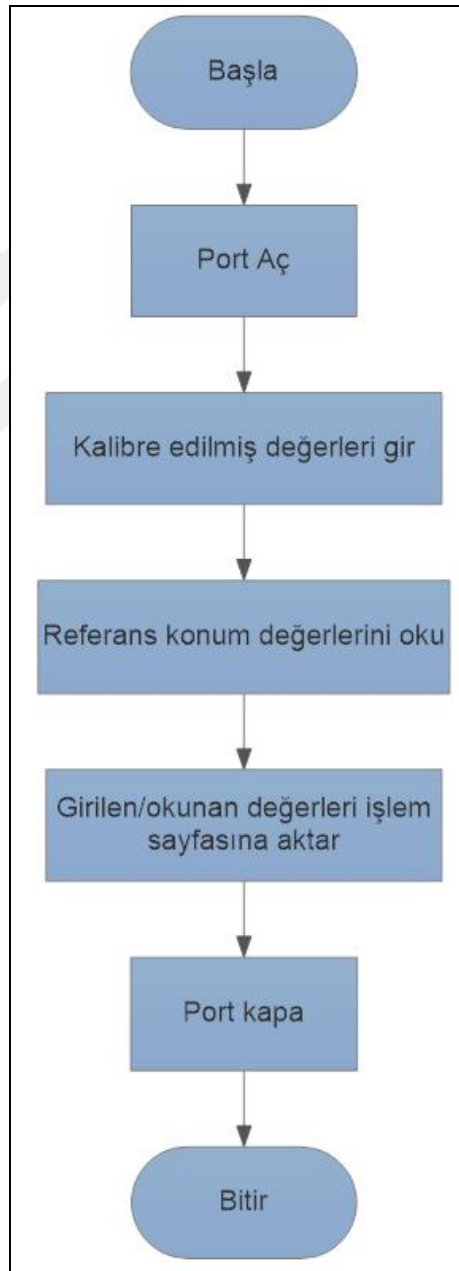 Başla
Port Aç
Kalibre edilmiş değerleri gir
Referans konum değerlerini oku
Girilen/okunan değerleri işlem
sayfasına aktar
Port kapa
Bitir